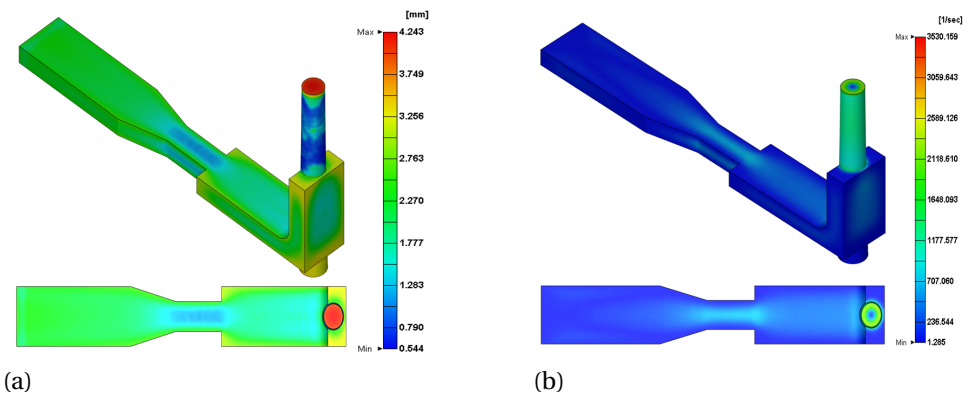 [mm]
Max 4.243
3.749
3.256
2.763
2.270
1.777
1.283
0.790
Min 0.544
(a)
[1/sec]
Max 3530.159
3059.643
2589.126
2118.610
1648.093
1177.577
707.060
236.544
Min 1.285
(b)